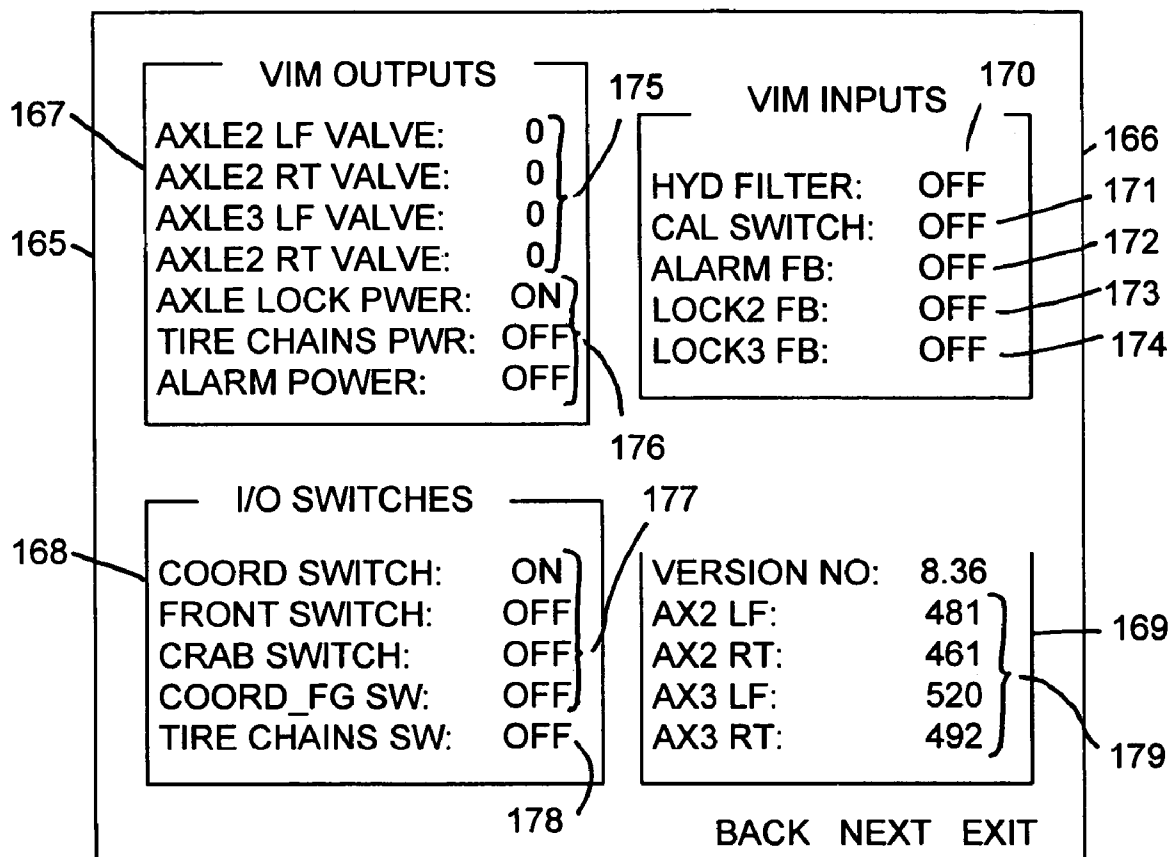 VIM OUTPUTS
167
AXLE2 LF VALVE: 0
AXLE2 RT VALVE: 0
AXLE3 LF VALVE: 0
AXLE2 RT VALVE: 0
AXLE LOCK PWER: ON
TIRE CHAINS PWR: OFF
ALARM POWER: OFF
175
176
165
VIM INPUTS
170
166
HYD FILTER: OFF
CAL SWITCH: OFF 171
ALARM FB: OFF 172
LOCK2 FB: OFF 173
LOCK3 FB: OFF 174
I/O SWITCHES
177
168
COORD SWITCH: ON
FRONT SWITCH: OFF
CRAB SWITCH: OFF
COORD_FG SW: OFF
TIRE CHAINS SW: OFF
178
VERSION NO: 8.36
AX2 LF: 481
AX2 RT: 461
AX3 LF: 520
AX3 RT: 492
169
179
BACK NEXT EXIT